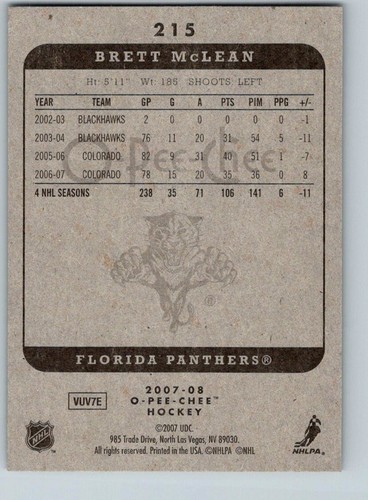 215
BRETT McLEAN
Ht: 5'11" Wt: 185 SHOOTS LEFT
YEAR TEAM GP G A PTS PIM PPG +/-
2002-03 BLACKHAWKS 2 0 0 0 0 0 -1
2003-04 BLACKHAWKS 76 11 20 31 54 5 -11
2005-06 COLORADO 82 9 31 40 51 1 -7
2006-07 COLORADO 78 15 20 35 36 0 8
4 NHL SEASONS 238 35 71 106 141 6 -11
O-PEE-CHEE
FLORIDA PANTHERS®
2007-08
VUV7E O-PEE-CHEE™
HOCKEY
©2007 UDC.
985 Trade Drive, North Las Vegas, NV 89030.
All rights reserved. Printed in the USA. ©NHLPA ©NHL
NHL
NHLPA